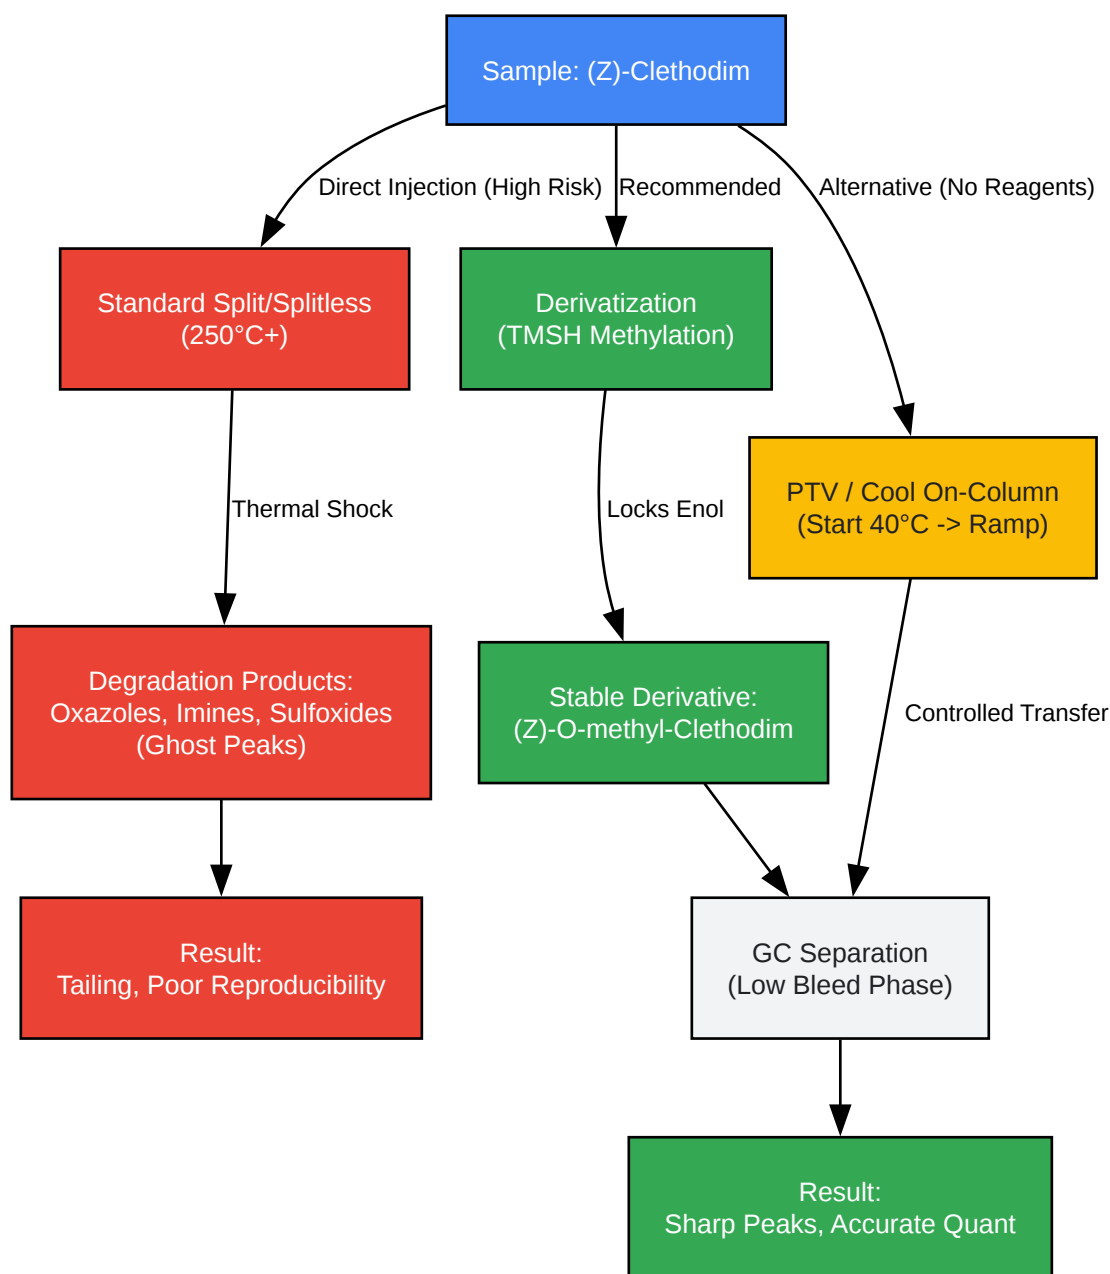 Sample: (Z)-Clethodim
Direct Injection (High Risk)
Recommended
Alternative (No Reagents)
Standard Split/Splitless
(250°C+)
Derivatization
(TMSH Methylation)
PTV / Cool On-Column
(Start 40°C -> Ramp)
Thermal Shock
Locks Enol
Degradation Products:
Oxazoles, Imines, Sulfoxides
(Ghost Peaks)
Stable Derivative:
(Z)-O-methyl-Clethodim
Controlled Transfer
Result:
Tailing, Poor Reproducibility
GC Separation
(Low Bleed Phase)
Result:
Sharp Peaks, Accurate Quant